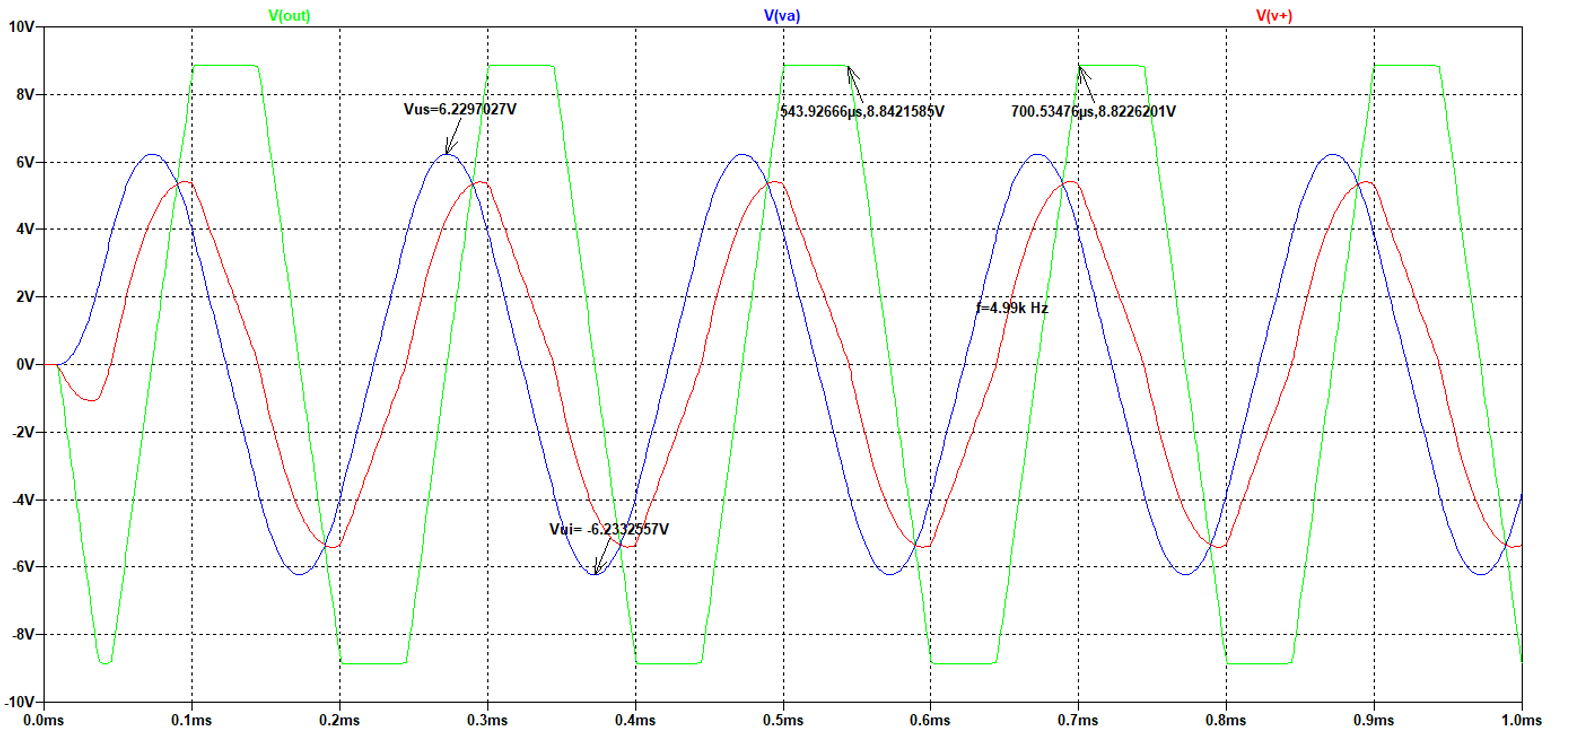 V(out) V(va) V(v+)
10V
8V
Vus=6.2297027V
543.92666µs,8.8421585V 700.53476µs,8.8226201V
6V
4V
2V
f=4.99k Hz
0V
-2V
-4V
Vui= -6.2332557V
-6V
-8V
-10V
0.0ms 0.1ms 0.2ms 0.3ms 0.4ms 0.5ms 0.6ms 0.7ms 0.8ms 0.9ms 1.0ms